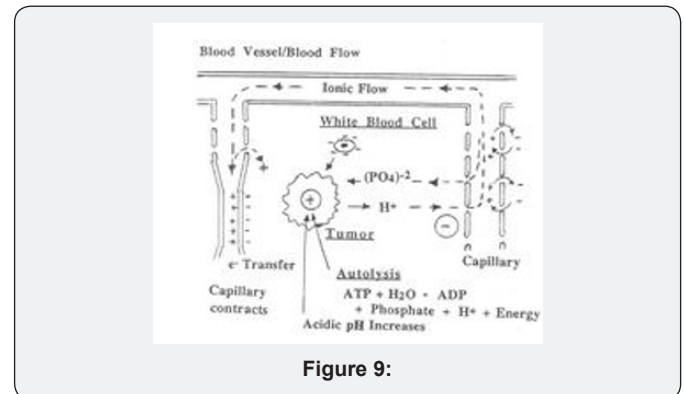 Blood Vessel/Blood Flow
Ionic Flow
White Blood Cell
(PO4)-2
H+
Tumor
e- Transfer
Capillary
Autolysis
Capillary
contracts
ATP + H2O - ADP
+ Phosphate + H+ + Energy
Acidic pH Increases
Figure 9: